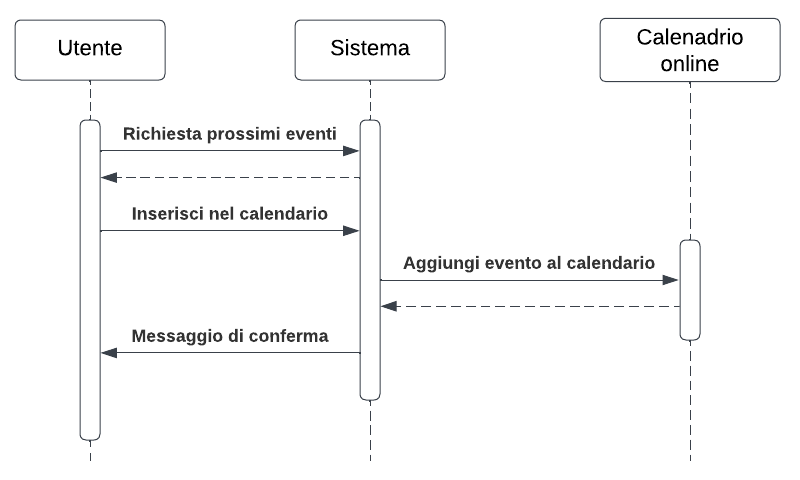 Utente
Sistema
Calenadrio
online
Richiesta prossimi eventi
Inserisci nel calendario
Aggiungi evento al calendario
Messaggio di conferma